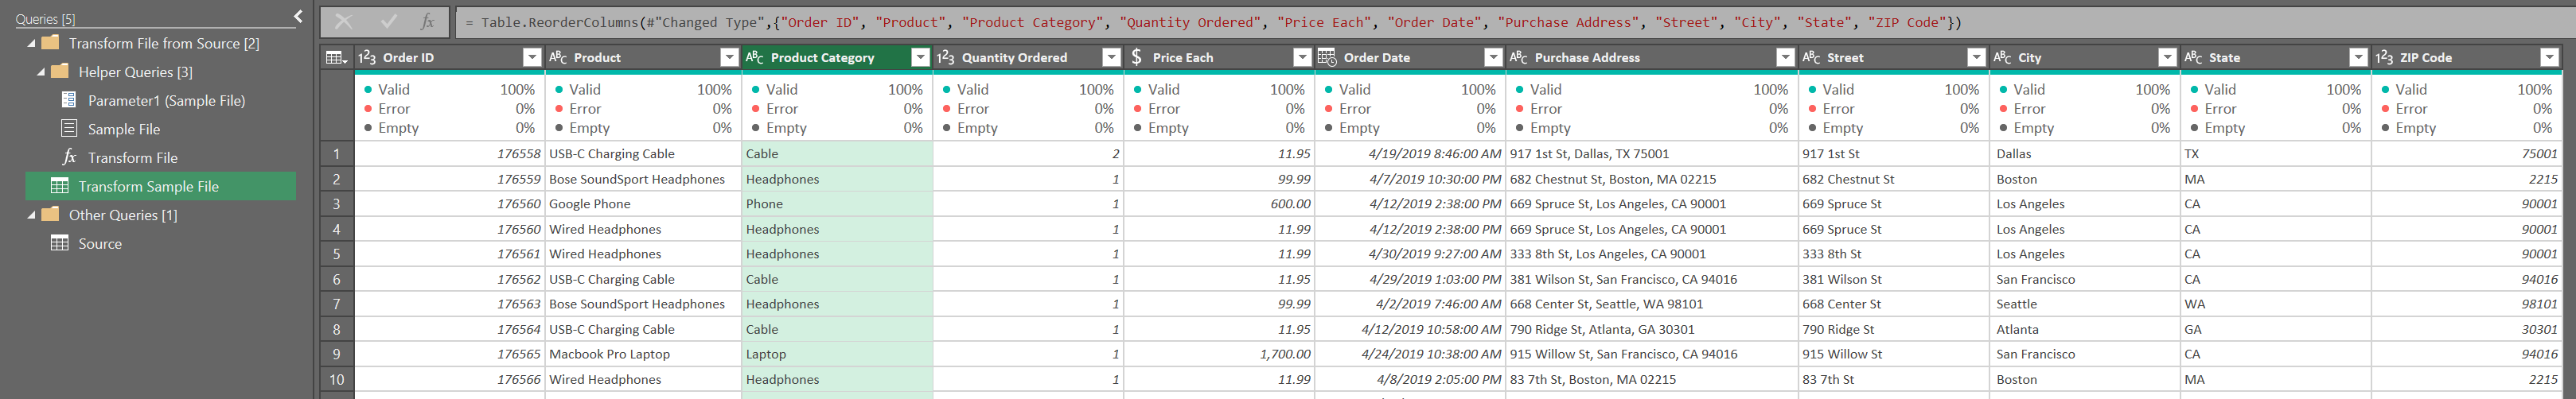 Queries [5]
Transform File from Source [2]
Helper Queries [3]
Parameter1 (Sample File)
Sample File
fx Transform File
Transform Sample File
Other Queries [1]
Source
fx = Table.ReorderColumns(#"Changed Type",{"Order ID", "Product", "Product Category", "Quantity Ordered", "Price Each", "Order Date", "Purchase Address", "Street", "City", "State", "ZIP Code"})
1²3 Order ID ABC Product ABC Product Category 1²3 Quantity Ordered $ Price Each Order Date ABC Purchase Address ABC Street ABC City ABC State 1²3 ZIP Code
Valid 100% Valid 100% Valid 100% Valid 100% Valid 100% Valid 100% Valid 100% Valid 100% Valid 100% Valid 100% Valid 100%
Error 0% Error 0% Error 0% Error 0% Error 0% Error 0% Error 0% Error 0% Error 0% Error 0% Error 0%
Empty 0% Empty 0% Empty 0% Empty 0% Empty 0% Empty 0% Empty 0% Empty 0% Empty 0% Empty 0% Empty 0%
1 176558 USB-C Charging Cable Cable 2 11.95 4/19/2019 8:46:00 AM 917 1st St, Dallas, TX 75001 917 1st St Dallas TX 75001
2 176559 Bose SoundSport Headphones Headphones 1 99.99 4/7/2019 10:30:00 PM 682 Chestnut St, Boston, MA 02215 682 Chestnut St Boston MA 2215
3 176560 Google Phone Phone 1 600.00 4/12/2019 2:38:00 PM 669 Spruce St, Los Angeles, CA 90001 669 Spruce St Los Angeles CA 90001
4 176560 Wired Headphones Headphones 1 11.99 4/12/2019 2:38:00 PM 669 Spruce St, Los Angeles, CA 90001 669 Spruce St Los Angeles CA 90001
5 176561 Wired Headphones Headphones 1 11.99 4/30/2019 9:27:00 AM 333 8th St, Los Angeles, CA 90001 333 8th St Los Angeles CA 90001
6 176562 USB-C Charging Cable Cable 1 11.95 4/29/2019 1:03:00 PM 381 Wilson St, San Francisco, CA 94016 381 Wilson St San Francisco CA 94016
7 176563 Bose SoundSport Headphones Headphones 1 99.99 4/2/2019 7:46:00 AM 668 Center St, Seattle, WA 98101 668 Center St Seattle WA 98101
8 176564 USB-C Charging Cable Cable 1 11.95 4/12/2019 10:58:00 AM 790 Ridge St, Atlanta, GA 30301 790 Ridge St Atlanta GA 30301
9 176565 Macbook Pro Laptop Laptop 1 1,700.00 4/24/2019 10:38:00 AM 915 Willow St, San Francisco, CA 94016 915 Willow St San Francisco CA 94016
10 176566 Wired Headphones Headphones 1 11.99 4/8/2019 2:05:00 PM 83 7th St, Boston, MA 02215 83 7th St Boston MA 2215